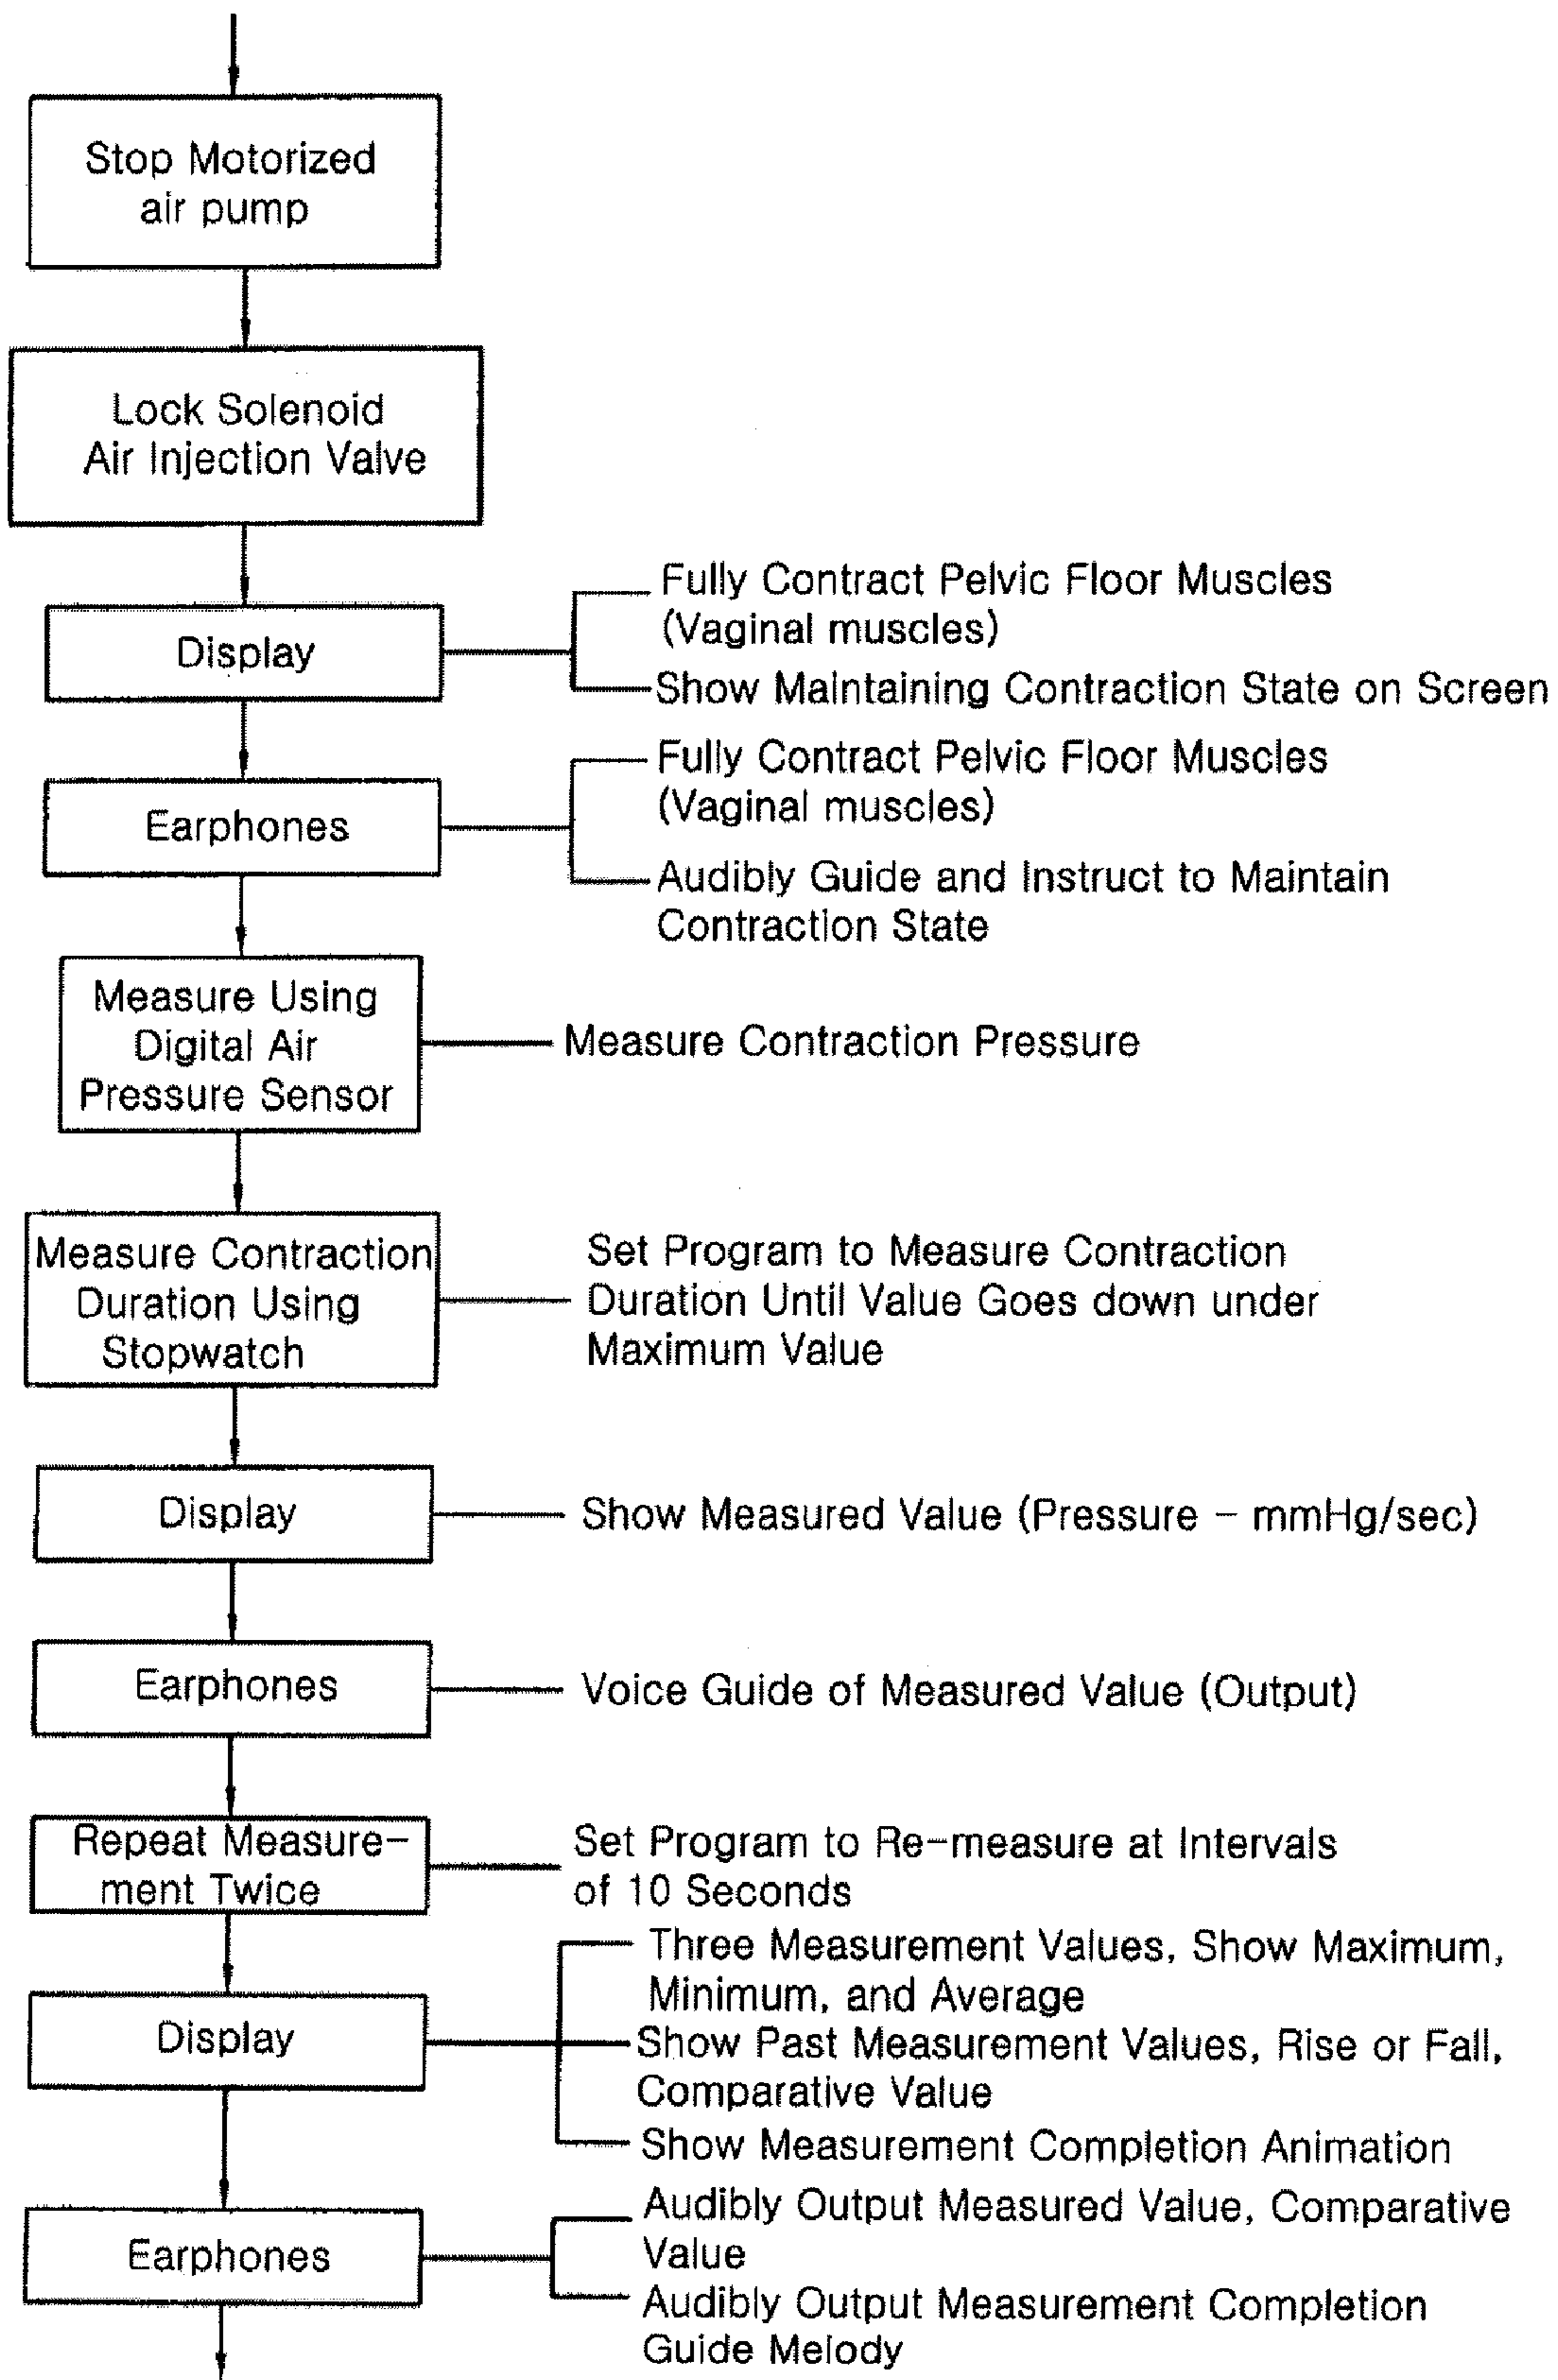 Stop Motorized
air pump
Lock Solenoid
Air Injection Valve
Display
Fully Contract Pelvic Floor Muscles
(Vaginal muscles)
Show Maintaining Contraction State on Screen
Earphones
Fully Contract Pelvic Floor Muscles
(Vaginal muscles)
Audibly Guide and Instruct to Maintain
Contraction State
Measure Using
Digital Air
Pressure Sensor
Measure Contraction Pressure
Measure Contraction
Duration Using
Stopwatch
Set Program to Measure Contraction
Duration Until Value Goes down under
Maximum Value
Display
Show Measured Value (Pressure – mmHg/sec)
Earphones
Voice Guide of Measured Value (Output)
Repeat Measure–
ment Twice
Set Program to Re–measure at Intervals
of 10 Seconds
Display
Three Measurement Values, Show Maximum,
Minimum, and Average
Show Past Measurement Values, Rise or Fall,
Comparative Value
Show Measurement Completion Animation
Earphones
Audibly Output Measured Value, Comparative
Value
Audibly Output Measurement Completion
Guide Melody